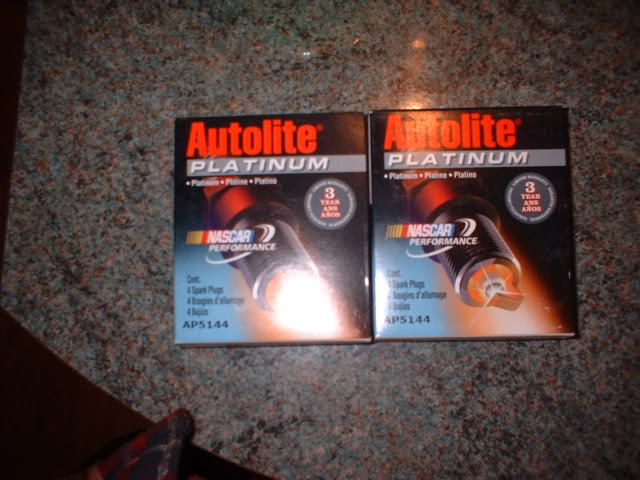 Autolite®
PLATINUM
• Platinum • Platine • Platino
3
YEAR
ANS
AÑOS
NASCAR
PERFORMANCE
Cont.
4 Spark Plugs
4 Bougies d'allumage
4 Bujías
AP5144
Autolite®
PLATINUM
• Platinum • Platine • Platino
3
YEAR
ANS
AÑOS
NASCAR
PERFORMANCE
Cont.
4 Spark Plugs
4 Bougies d'allumage
4 Bujías
AP5144